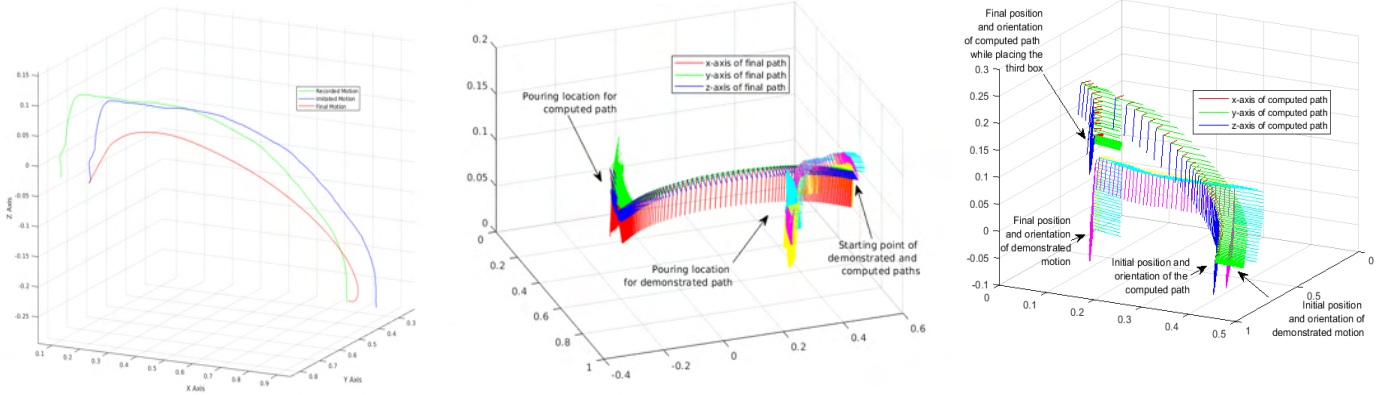 0.15
0.1
0.05
0
-0.05
-0.1
-0.15
-0.2
-0.25
Z Axis
Recorded Motion
Imitated Motion
Final Motion
0.1
0.2
0.3
0.4
0.5
0.6
0.7
0.8
0.9
X Axis
0.3
0.4
0.5
0.6
0.7
0.8
Y Axis
0.2
0.15
0.1
0.05
0
x-axis of final path
y-axis of final path
z-axis of final path
Pouring location for
computed path
Pouring location
for demonstrated path
Starting point of
demonstrated and
computed paths
0
0.2
0.4
0.6
0.8
1
-0.4
-0.2
0
0.2
0.4
0.6
Final position
and orientation
of computed path
while placing the
third box
0.3
0.25
0.2
0.15
0.1
0.05
0
-0.05
-0.1
x-axis of computed path
y-axis of computed path
z-axis of computed path
Final position
and orientation
of demonstrated
motion
Initial position and
orientation of the
computed path
Initial position
and orientation of
demonstrated motion
0
0.1
0.2
0.3
0.4
0.5
1
0.5
0